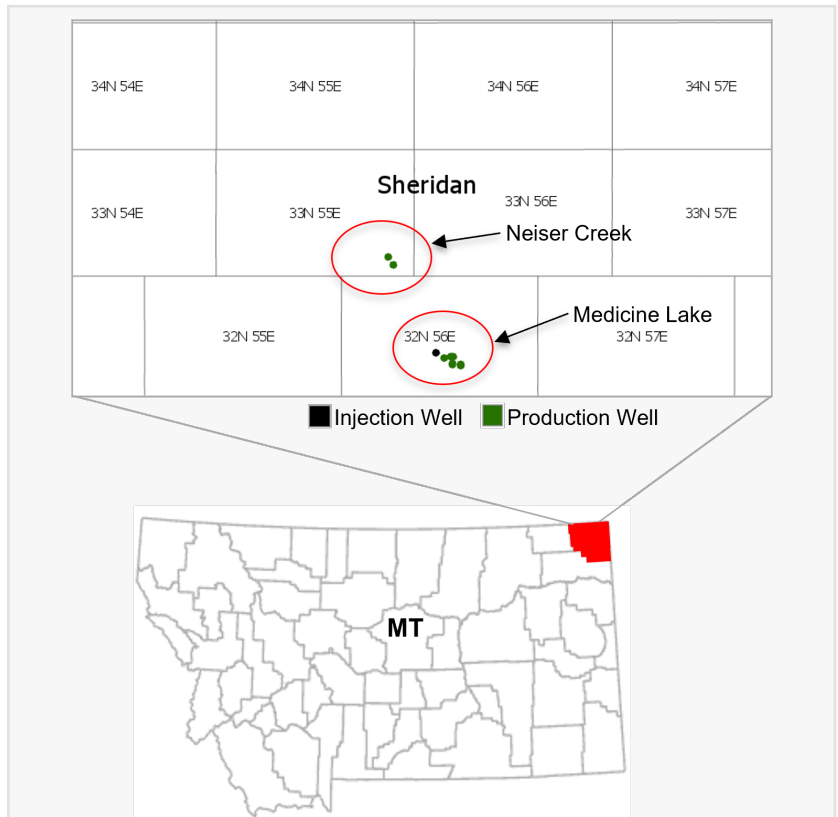 34N 54E
34N 55E
34N 56E
34N 57E
Sheridan
33N 54E
33N 55E
33N 56E
33N 57E
Neiser Creek
Medicine Lake
32N 55E
32N 56E
32N 57E
Injection Well
Production Well
MT